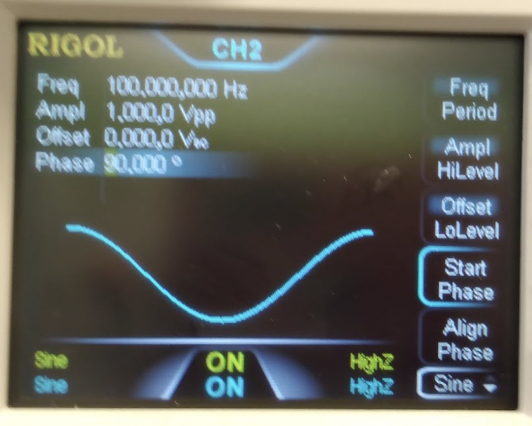 RIGOL
CH2
Freq 100,000,000 Hz
Ampl 1,000,0 Vpp
Offset 0,000,0 VDC
Phase 90,000 °
Freq
Period
Ampl
HiLevel
Offset
LoLevel
Start
Phase
Align
Phase
Sine
Sine ON HighZ
Sine ON HighZ